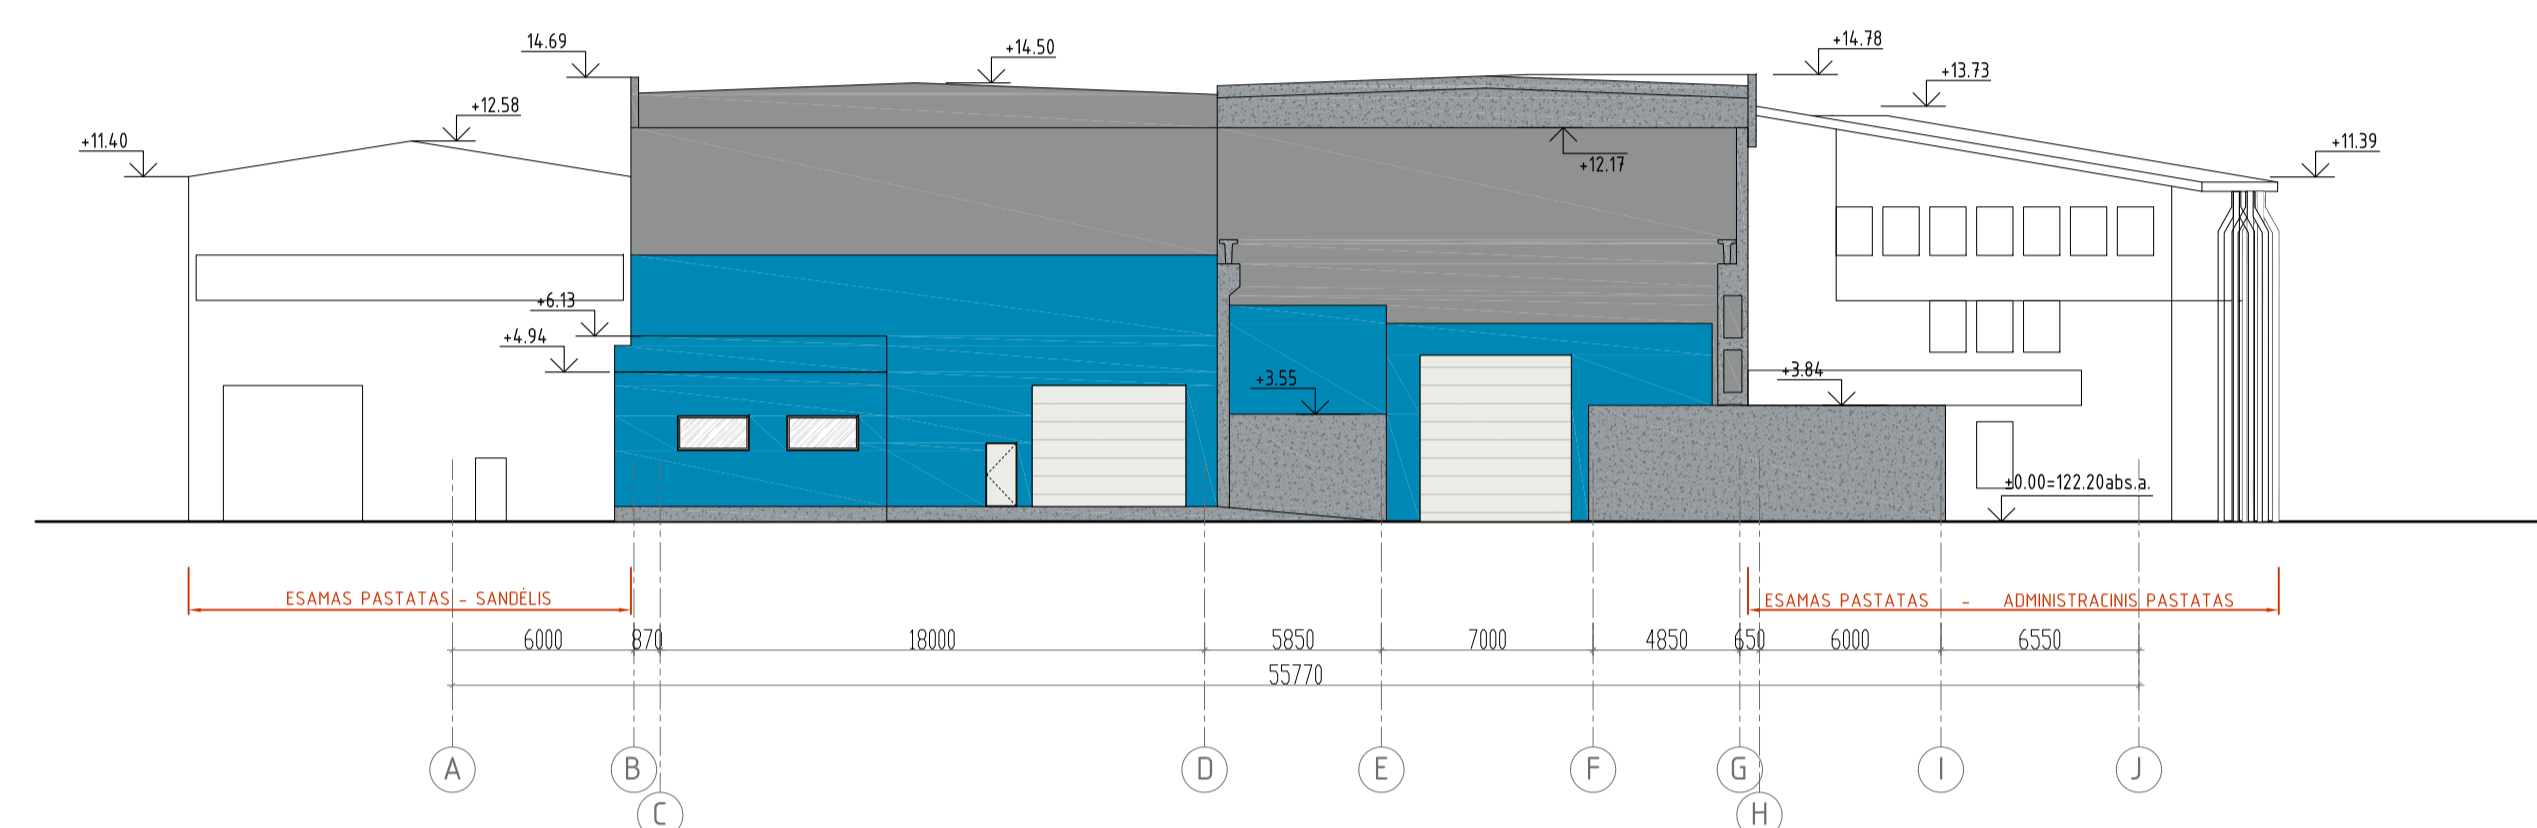 14.69
+14.50
+14.78
+13.73
+12.58
+11.40
+12.17
+11.39
+6.13
+4.94
+3.55
+3.84
±0.00=122.20abs.a.
ESAMAS PASTATAS - SANDĖLIS
ESAMAS PASTATAS - ADMINISTRACINIS PASTATAS
6000 870 18000 5850 7000 4850 650 6000 6550
55770
A B D E F G I J
C H